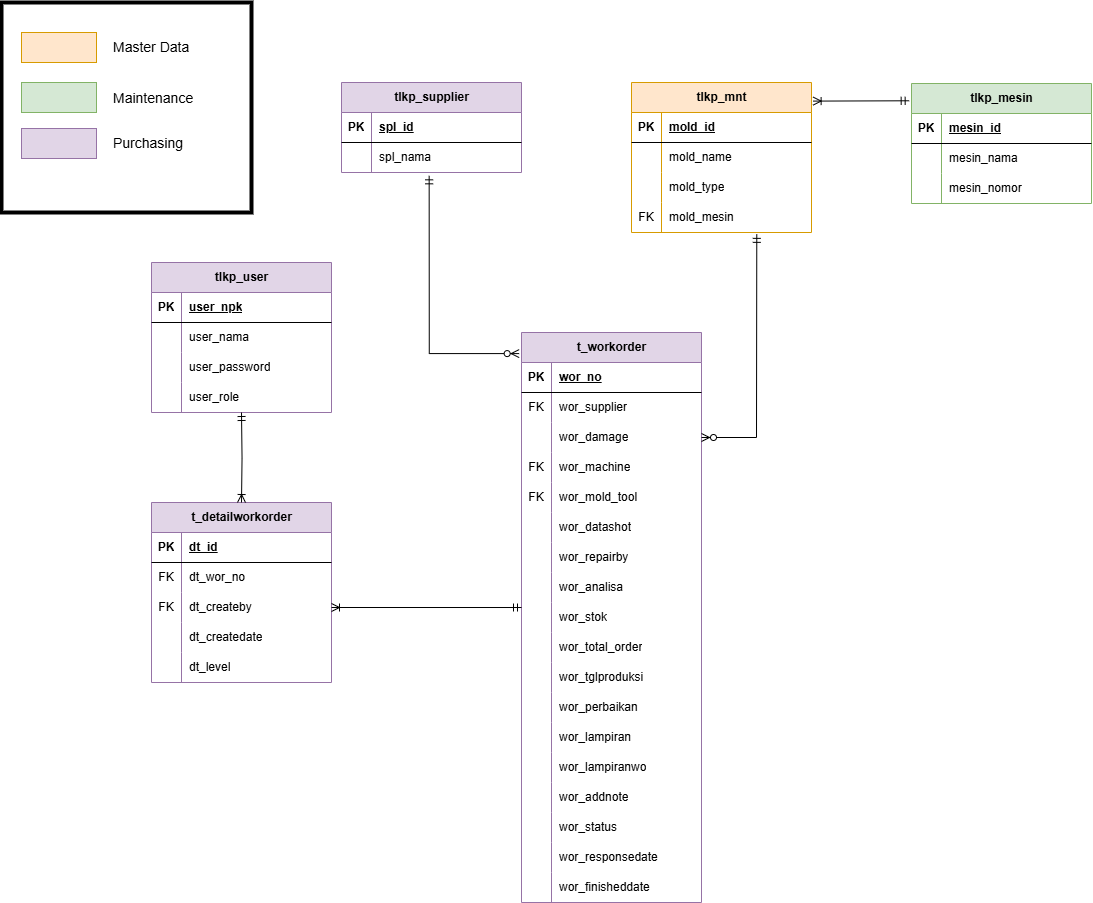 Master Data
Maintenance
Purchasing
tlkp_supplier
PK spl_id
spl_nama
tlkp_mnt
PK mold_id
mold_name
mold_type
FK mold_mesin
tlkp_mesin
PK mesin_id
mesin_nama
mesin_nomor
tlkp_user
PK user_npk
user_nama
user_password
user_role
t_workorder
PK wor_no
FK wor_supplier
wor_damage
FK wor_machine
FK wor_mold_tool
wor_datashot
wor_repairby
wor_analisa
wor_stok
wor_total_order
wor_tglproduksi
wor_perbaikan
wor_lampiran
wor_lampiranwo
wor_addnote
wor_status
wor_responsedate
wor_finisheddate
t_detailworkorder
PK dt_id
FK dt_wor_no
FK dt_createby
dt_createdate
dt_level